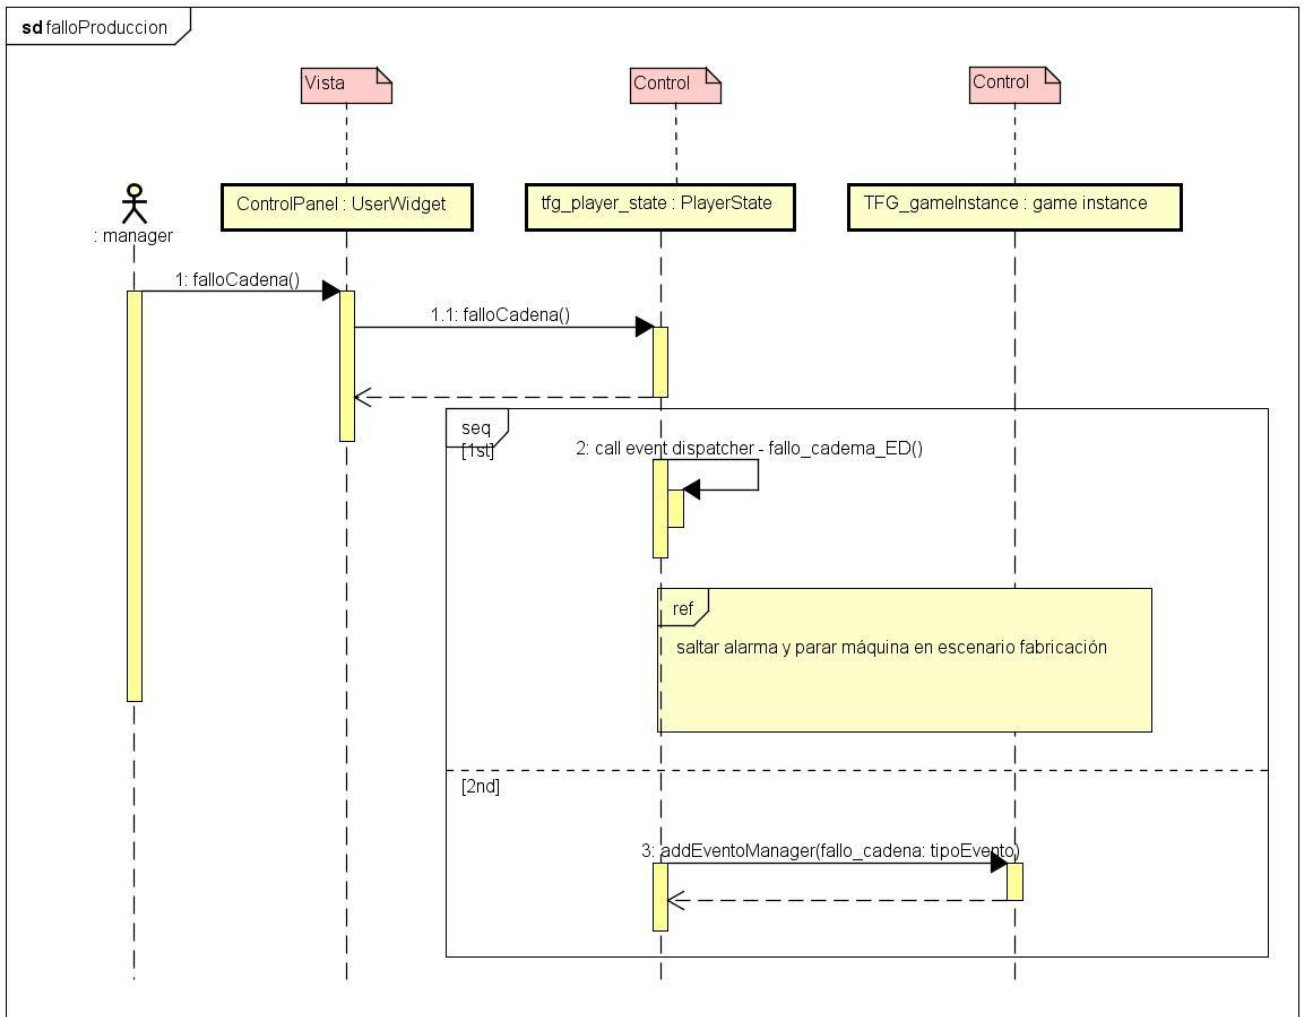 sd falloProduccion
Vista
Control
Control
ControlPanel : UserWidget
tfg_player_state : PlayerState
TFG_gameInstance : game instance
: manager
1: falloCadena()
1.1: falloCadena()
seq
[1st]
2: call event dispatcher - fallo_cadema_ED()
ref
saltar alarma y parar máquina en escenario fabricación
[2nd]
3: addEventoManager(fallo_cadena: tipoEvento)